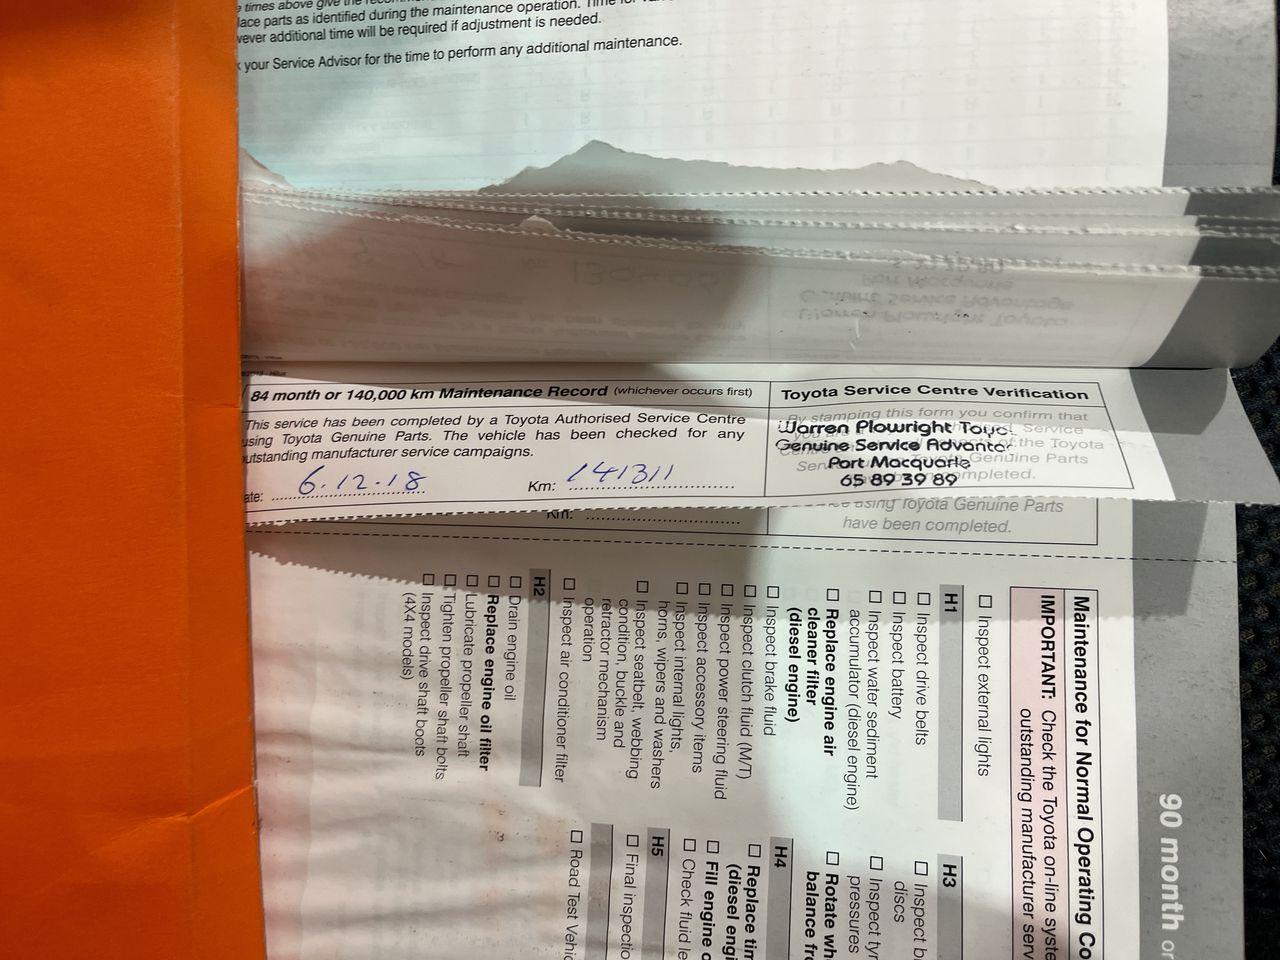 times above give the
lace parts as identified during the maintenance operation.
wever additional time will be required if adjustment is needed.
your Service Advisor for the time to perform any additional maintenance.
84 month or 140,000 km Maintenance Record (whichever occurs first)
This service has been completed by a Toyota Authorised Service Centre
using Toyota Genuine Parts. The vehicle has been checked for any
outstanding manufacturer service campaigns.
ate: 6.12.18 Km: 141311
Toyota Service Centre Verification
By stamping this form you confirm that
Warren Plowright Toyo
Genuine Service Advanta
Port Macquarie
65 89 39 89
Km:
using Toyota Genuine Parts
have been completed.
90 month or
Maintenance for Normal Operating Co
IMPORTANT: Check the Toyota on-line syste
outstanding manufacturer serv
☐ Inspect external lights
H1
☐ Inspect drive belts
☐ Inspect battery
☐ Inspect water sediment
accumulator (diesel engine)
☐ Replace engine air
cleaner filter
(diesel engine)
☐ Inspect brake fluid
☐ Inspect clutch fluid (M/T)
☐ Inspect power steering fluid
☐ Inspect accessory items
☐ Inspect internal lights,
horns, wipers and washers
☐ Inspect seatbelt, webbing
condition, buckle and
retractor mechanism
operation
☐ Inspect air conditioner filter
H2
☐ Drain engine oil
☐ Replace engine oil filter
☐ Lubricate propeller shaft
☐ Tighten propeller shaft bolts
☐ Inspect drive shaft boots
(4X4 models)
H3
☐ Inspect b
discs
☐ Inspect tyr
pressures
☐ Rotate wh
balance fr
H4
☐ Replace tim
(diesel engi
☐ Fill engine o
☐ Check fluid le
H5
☐ Final inspectio
☐ Road Test Vehic